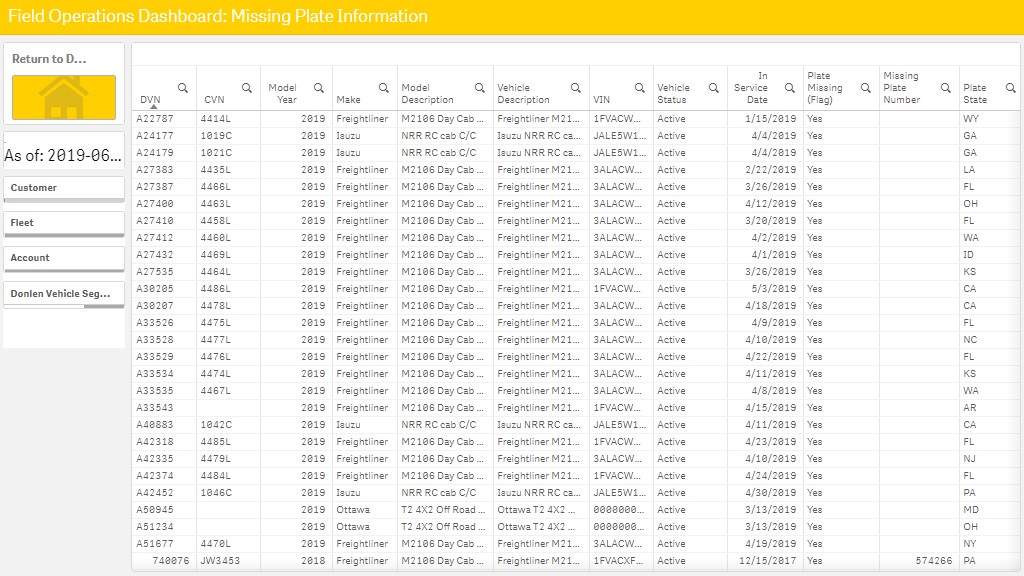 Field Operations Dashboard: Missing Plate Information
Return to D...
As of: 2019-06...
Customer
Fleet
Account
Donlen Vehicle Seg...
DVN CVN Model Year Make Model Description Vehicle Description VIN Vehicle Status In Service Date Plate Missing (Flag) Missing Plate Number Plate State
A22787 4414L 2019 Freightliner M2106 Day Cab ... Freightliner M21... 1FVACW... Active 1/15/2019 Yes WY
A24177 1019C 2019 Isuzu NRR RC cab C/C Isuzu NRR RC ca... JALE5W1... Active 4/4/2019 Yes GA
A24179 1021C 2019 Isuzu NRR RC cab C/C Isuzu NRR RC ca... JALE5W1... Active 4/4/2019 Yes GA
A27383 4435L 2019 Freightliner M2106 Day Cab ... Freightliner M21... 3ALACW... Active 2/22/2019 Yes LA
A27387 4466L 2019 Freightliner M2106 Day Cab ... Freightliner M21... 3ALACW... Active 3/26/2019 Yes FL
A27400 4463L 2019 Freightliner M2106 Day Cab ... Freightliner M21... 3ALACW... Active 4/12/2019 Yes OH
A27410 4458L 2019 Freightliner M2106 Day Cab ... Freightliner M21... 3ALACW... Active 3/20/2019 Yes FL
A27412 4460L 2019 Freightliner M2106 Day Cab ... Freightliner M21... 3ALACW... Active 4/2/2019 Yes WA
A27432 4469L 2019 Freightliner M2106 Day Cab ... Freightliner M21... 3ALACW... Active 4/1/2019 Yes ID
A27535 4464L 2019 Freightliner M2106 Day Cab ... Freightliner M21... 3ALACW... Active 3/26/2019 Yes KS
A30205 4486L 2019 Freightliner M2106 Day Cab ... Freightliner M21... 1FVACW... Active 5/3/2019 Yes CA
A30207 4478L 2019 Freightliner M2106 Day Cab ... Freightliner M21... 3ALACW... Active 4/18/2019 Yes CA
A33526 4475L 2019 Freightliner M2106 Day Cab ... Freightliner M21... 3ALACW... Active 4/9/2019 Yes FL
A33528 4477L 2019 Freightliner M2106 Day Cab ... Freightliner M21... 3ALACW... Active 4/10/2019 Yes NC
A33529 4476L 2019 Freightliner M2106 Day Cab ... Freightliner M21... 3ALACW... Active 4/22/2019 Yes FL
A33534 4474L 2019 Freightliner M2106 Day Cab ... Freightliner M21... 3ALACW... Active 4/11/2019 Yes KS
A33535 4467L 2019 Freightliner M2106 Day Cab ... Freightliner M21... 3ALACW... Active 4/8/2019 Yes WA
A33543 2019 Freightliner M2106 Day Cab ... Freightliner M21... 1FVACW... Active 4/15/2019 Yes AR
A40883 1042C 2019 Isuzu NRR RC cab C/C Isuzu NRR RC ca... JALE5W1... Active 4/11/2019 Yes CA
A42318 4485L 2019 Freightliner M2106 Day Cab ... Freightliner M21... 1FVACW... Active 4/23/2019 Yes FL
A42335 4479L 2019 Freightliner M2106 Day Cab ... Freightliner M21... 3ALACW... Active 4/10/2019 Yes NJ
A42374 4484L 2019 Freightliner M2106 Day Cab ... Freightliner M21... 1FVACW... Active 4/24/2019 Yes FL
A42452 1046C 2019 Isuzu NRR RC cab C/C Isuzu NRR RC ca... JALE5W1... Active 4/30/2019 Yes PA
A50945 2019 Ottawa T2 4X2 Off Road ... Ottawa T2 4X2 ... 0000000... Active 3/13/2019 Yes MD
A51234 2019 Ottawa T2 4X2 Off Road ... Ottawa T2 4X2 ... 0000000... Active 3/13/2019 Yes OH
A51677 4470L 2019 Freightliner M2106 Day Cab ... Freightliner M21... 3ALACW... Active 4/19/2019 Yes NY
740076 JW3453 2018 Freightliner M2106 Day Cab ... Freightliner M21... 1FVACXF... Active 12/15/2017 Yes 574266 PA